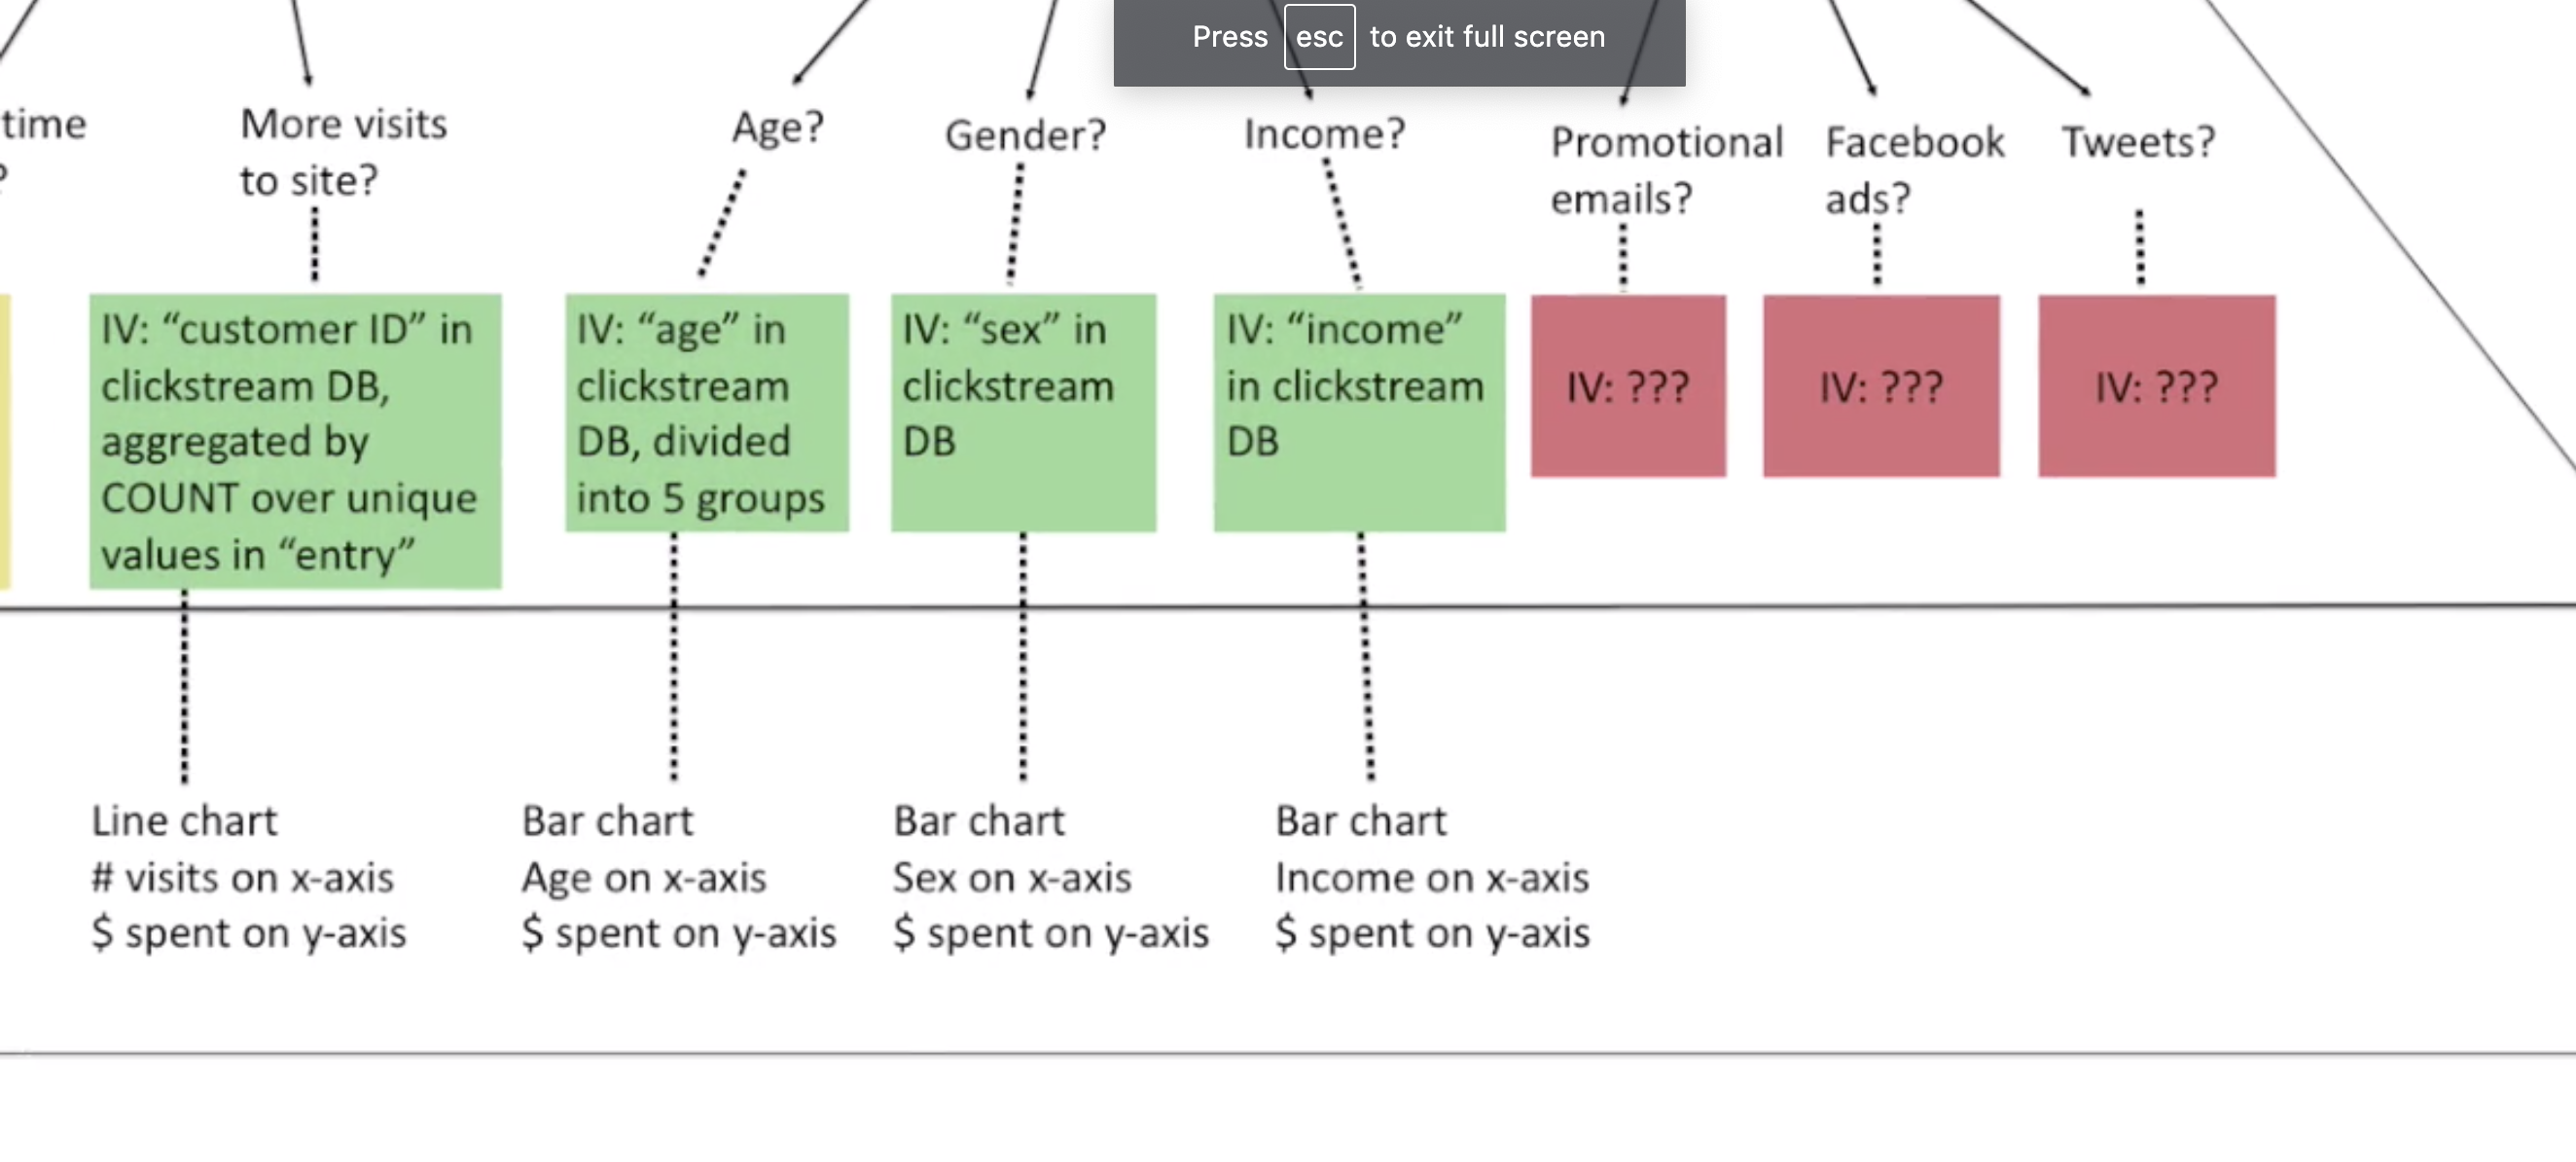 Press esc to exit full screen
time
?
More visits
to site?
Age?
Gender?
Income?
Promotional
emails?
Facebook
ads?
Tweets?
IV: “customer ID” in
clickstream DB,
aggregated by
COUNT over unique
values in “entry”
IV: “age” in
clickstream
DB, divided
into 5 groups
IV: “sex” in
clickstream
DB
IV: “income”
in clickstream
DB
IV: ???
IV: ???
IV: ???
Line chart
# visits on x-axis
$ spent on y-axis
Bar chart
Age on x-axis
$ spent on y-axis
Bar chart
Sex on x-axis
$ spent on y-axis
Bar chart
Income on x-axis
$ spent on y-axis